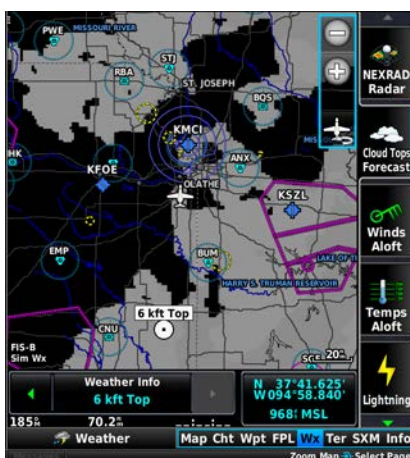 PWE
MISSOURI RIVER
STJ
RBA
ST. JOSEPH
BQS
NEXRAD
Radar
KMCI
MIS
HK
KFOE
ANX
Cloud Tops
Forecast
OLATHE
KSZL
Winds
Aloft
EMP
BUM
LAKE OF T
HARRY S. TRUMAN RESERVOIR
Temps
Aloft
6 kft Top
CNU
FIS-B
Sim Wx
20
Lightning
Weather Info
6 kft Top
N 37°41.625'
W094°58.840'
968' MSL
185
70.2
Weather
Map Cht Wpt FPL Wx Ter SXM Info
Zoom Map
Select Page